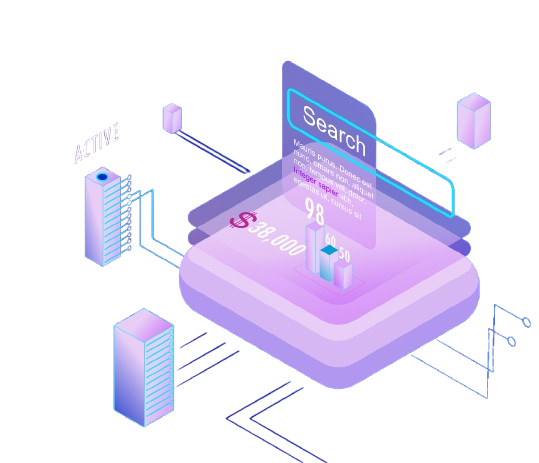 ACTIVE
Search
Mauris purus. Donec est
nunc, ornare non, aliquet
non, tempus vel, dolor.
Integer sapien nibh,
egestas ut, cursus sit
98
60
50
$38,000